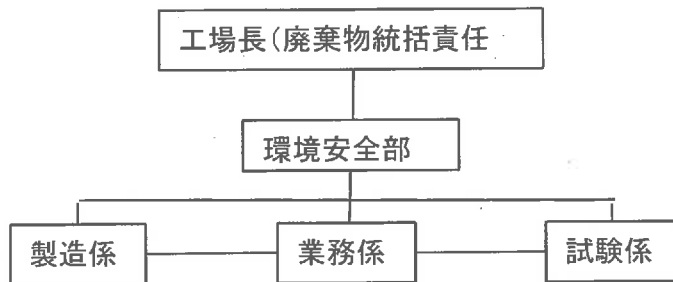 工場長(廃棄物統括責任
環境安全部
製造係
業務係
試験係